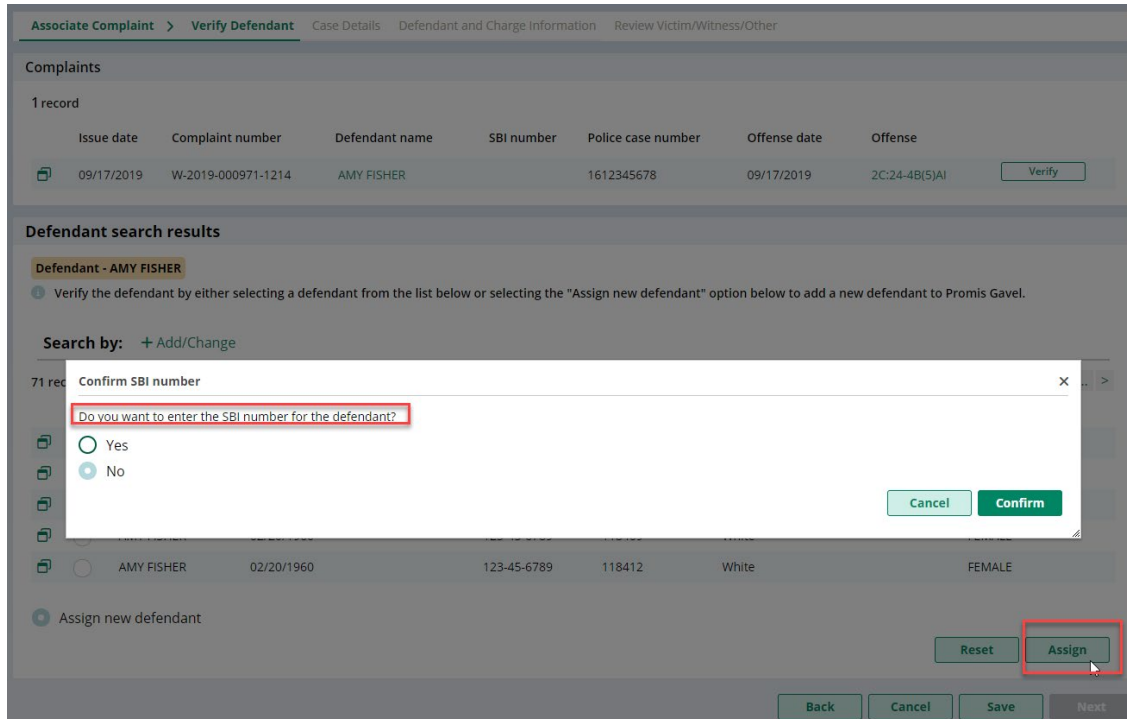 Associate Complaint > Verify Defendant Case Details Defendant and Charge Information Review Victim/Witness/Other
Complaints
1 record
Issue date Complaint number Defendant name SBI number Police case number Offense date Offense
09/17/2019 W-2019-000971-1214 AMY FISHER 1612345678 09/17/2019 2C:24-4B(5)AI Verify
Defendant search results
Defendant - AMY FISHER
Verify the defendant by either selecting a defendant from the list below or selecting the "Assign new defendant" option below to add a new defendant to Promis Gavel.
Search by: + Add/Change
71 rec
Confirm SBI number
Do you want to enter the SBI number for the defendant?
Yes
No
Cancel Confirm
AMY FISHER 02/20/1960 123-45-6789 118412 White FEMALE
Assign new defendant
Reset Assign
Back Cancel Save Next